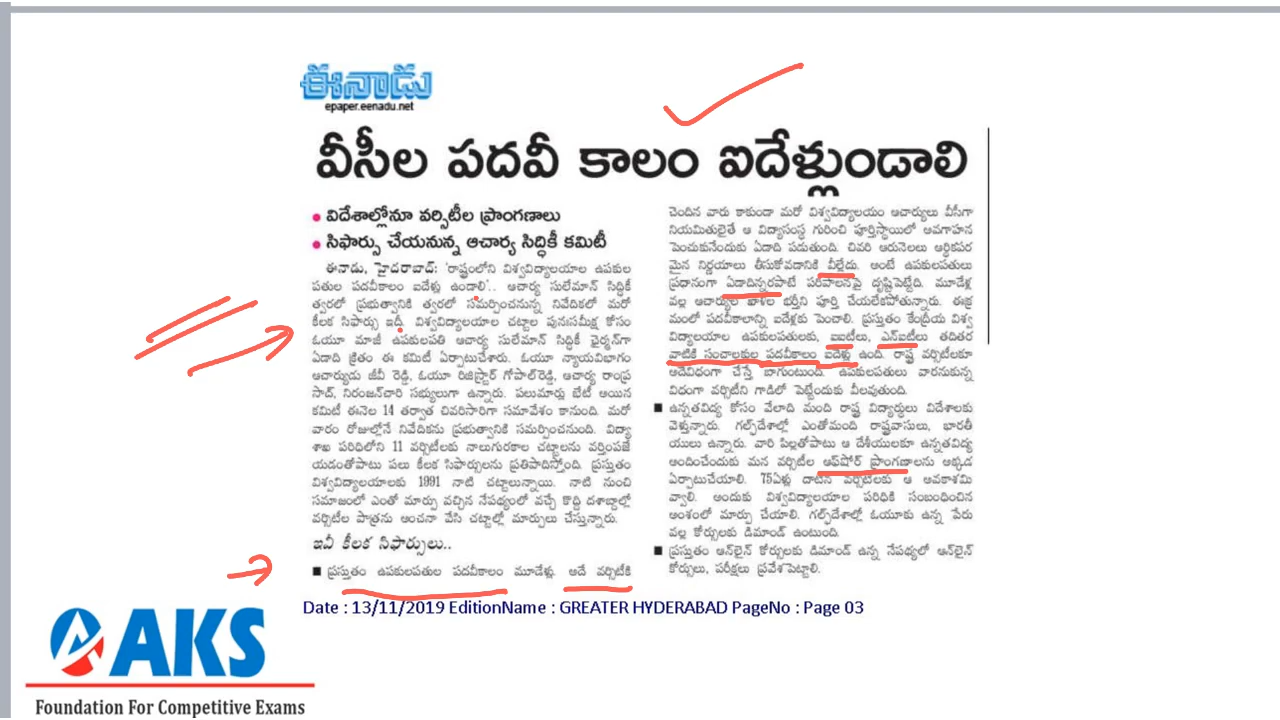 ఈనాడు
epaper.eenadu.net
వీసీల పదవీ కాలం ఐదేళ్లుండాలి
• విదేశాల్లోనూ వర్సిటీల ప్రాంగణాలు
• సిఫార్సు చేయనున్న ఆచార్య సిద్ధికీ కమిటీ
ఈనాడు, హైదరాబాద్: 'రాష్ట్రంలోని విశ్వవిద్యాలయాల ఉపకుల
పతుల పదవీకాలం ఐదేళ్లు ఉండాలి'.. ఆచార్య సులేమాన్ సిద్ధికీ
త్వరలో ప్రభుత్వానికి త్వరలో సమర్పించనున్న నివేదికలో మరో
కీలక సిఫార్సు ఇదీ. విశ్వవిద్యాలయాల చట్టాల పునఃసమీక్ష కోసం
ఓయూ మాజీ ఉపకులపతి ఆచార్య సులేమాన్ సిద్ధికీ ఛైర్మన్‌గా
ఏడాది క్రితం ఈ కమిటీ ఏర్పాటుచేశారు. ఓయూ న్యాయవిభాగం
ఆచార్యుడు జీవీ రెడ్డి, ఓయూ రిజిస్ట్రార్ గోపాల్‌రెడ్డి, ఆచార్య రాంప్ర
సాద్, నిరంజన్‌చారి సభ్యులుగా ఉన్నారు. పలుమార్లు భేటీ అయిన
కమిటీ ఈనెల 14 తర్వాత చివరిసారిగా సమావేశం కానుంది. మరో
వారం రోజుల్లోనే నివేదికను ప్రభుత్వానికి సమర్పించనుంది. విద్యా
శాఖ పరిధిలోని 11 వర్సిటీలకు నాలుగురకాల చట్టాలను వర్తింపజే
యడంతోపాటు పలు కీలక సిఫార్సులను ప్రతిపాదిస్తోంది. ప్రస్తుతం
విశ్వవిద్యాలయాలకు 1991 నాటి చట్టాలున్నాయి. నాటి నుంచి
సమాజంలో ఎంతో మార్పు వచ్చిన నేపథ్యంలో వచ్చే కొద్ది దశాబ్దాల్లో
వర్సిటీల పాత్రను అంచనా వేసి చట్టాల్లో మార్పులు చేస్తున్నారు.
ఇవీ కీలక సిఫార్సులు..
■ ప్రస్తుతం ఉపకులపతుల పదవీకాలం మూడేళ్లు. అదే వర్సిటీకి
చెందిన వారు కాకుండా మరో విశ్వవిద్యాలయం ఆచార్యులు వీసీగా
నియమితులైతే ఆ విద్యాసంస్థ గురించి పూర్తిస్థాయిలో అవగాహన
పెంచుకునేందుకు ఏడాది పడుతుంది. చివరి ఆరునెలలు ఆర్థికపర
మైన నిర్ణయాలు తీసుకోవడానికి వీల్లేదు. అంటే ఉపకులపతులు
ప్రధానంగా ఏడాదిన్నరపాటే పరిపాలనపై దృష్టిపెట్టేది. మూడేళ్ల
వల్ల ఆచార్యుల ఖాళీల భర్తీని పూర్తి చేయలేకపోతున్నారు. ఈక్ర
మంలో పదవీకాలాన్ని ఐదేళ్లకు పెంచాలి. ప్రస్తుతం కేంద్రీయ విశ్వ
విద్యాలయాల ఉపకులపతులకు, ఐఐటీలు, ఎన్ఐటీలు తదితర
వాటికి సంచాలకుల పదవీకాలం ఐదేళ్లు ఉంది. రాష్ట్ర వర్సిటీలకూ
అదేవిధంగా చేస్తే బాగుంటుంది. ఉపకులపతులు వారనుకున్న
విధంగా వర్సిటీని గాడిలో పెట్టేందుకు వీలవుతుంది.
■ ఉన్నతవిద్య కోసం వేలాది మంది రాష్ట్ర విద్యార్థులు విదేశాలకు
వెళ్తున్నారు. గల్ఫ్‌దేశాల్లో ఎంతోమంది రాష్ట్రవాసులు, భారతీ
యులు ఉన్నారు. వారి పిల్లతోపాటు ఆ దేశీయులకూ ఉన్నతవిద్య
అందించేందుకు మన వర్సిటీల ఆఫ్‌షోర్ ప్రాంగణాలను అక్కడ
ఏర్పాటుచేయాలి. 75ఏళ్లు దాటిన వర్సిటీలకు ఆ అవకాశమి
వ్వాలి. అందుకు విశ్వవిద్యాలయాల పరిధికి సంబంధించిన
అంశంలో మార్పు చేయాలి. గల్ఫ్‌దేశాల్లో ఓయూకు ఉన్న పేరు
వల్ల కోర్సులకు డిమాండ్ ఉంటుంది.
■ ప్రస్తుతం ఆన్‌లైన్ కోర్సులకు డిమాండ్ ఉన్న నేపథ్యంలో ఆన్‌లైన్
కోర్సులు, పరీక్షలు ప్రవేశపెట్టాలి.
Date : 13/11/2019 EditionName : GREATER HYDERABAD PageNo : Page 03
AKS
Foundation For Competitive Exams